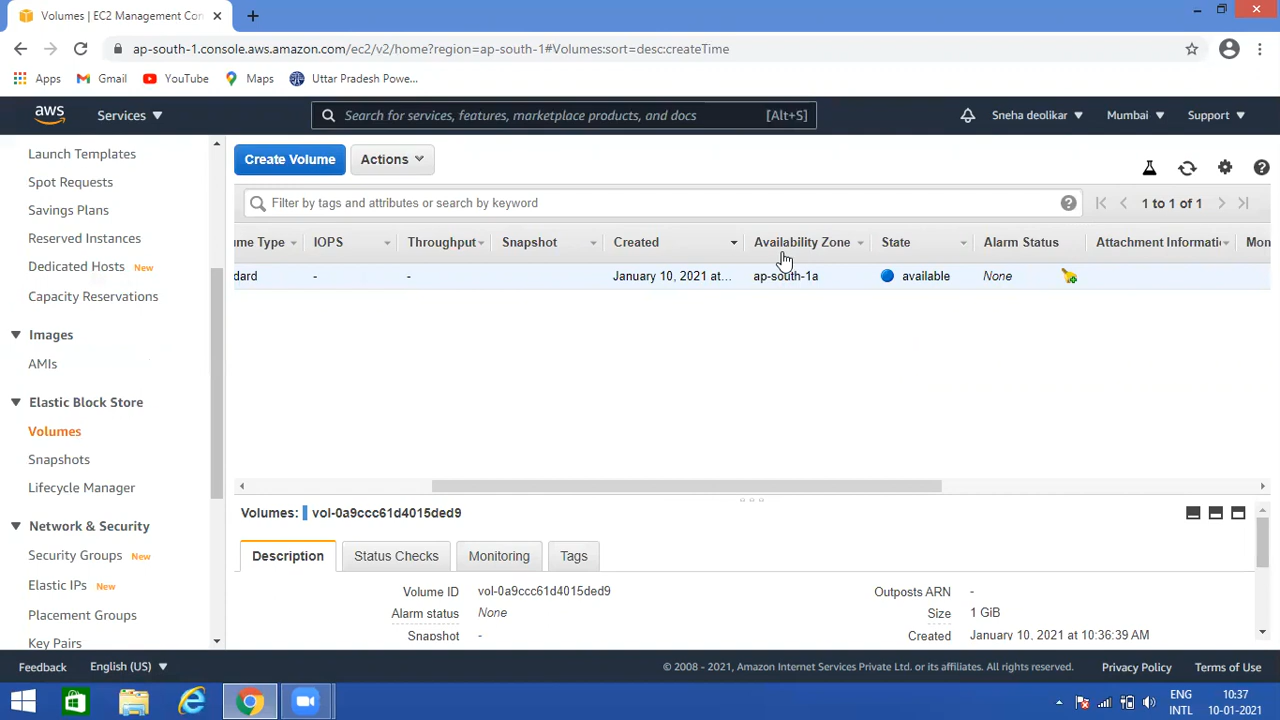 Volumes | EC2 Management Con
ap-south-1.console.aws.amazon.com/ec2/v2/home?region=ap-south-1#Volumes:sort=desc:createTime
Apps Gmail YouTube Maps Uttar Pradesh Powe...
aws Services Search for services, features, marketplace products, and docs [Alt+S] Sneha deolikar Mumbai Support
Launch Templates
Spot Requests
Savings Plans
Reserved Instances
Dedicated Hosts New
Capacity Reservations
Images
AMIs
Elastic Block Store
Volumes
Snapshots
Lifecycle Manager
Network & Security
Security Groups New
Elastic IPs New
Placement Groups
Key Pairs
Create Volume Actions
Filter by tags and attributes or search by keyword 1 to 1 of 1
ume Type IOPS Throughput Snapshot Created Availability Zone State Alarm Status Attachment Informati Mon
dard - - January 10, 2021 at... ap-south-1a available None
Volumes: vol-0a9ccc61d4015ded9
Description Status Checks Monitoring Tags
Volume ID vol-0a9ccc61d4015ded9 Outposts ARN -
Alarm status None Size 1 GiB
Snapshot - Created January 10, 2021 at 10:36:39 AM
Feedback English (US) © 2008 - 2021, Amazon Internet Services Private Ltd. or its affiliates. All rights reserved. Privacy Policy Terms of Use
ENG 10:37
INTL 10-01-2021